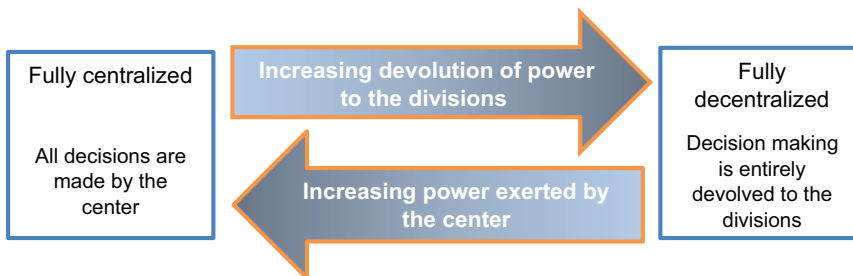 Fully centralized
All decisions are
made by the
center
Increasing devolution of power
to the divisions
Increasing power exerted by
the center
Fully
decentralized
Decision making
is entirely
devolved to the
divisions